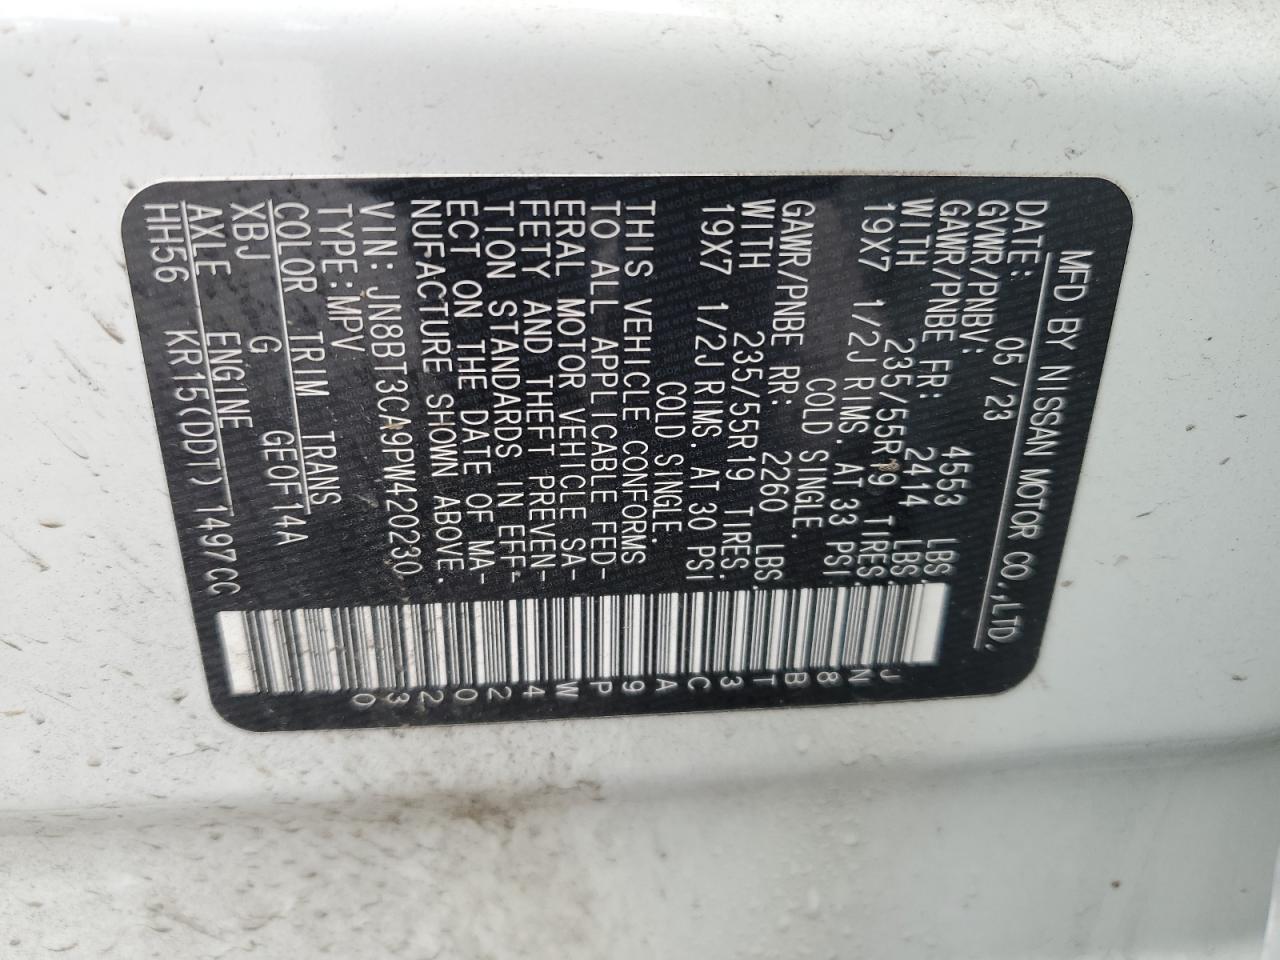 MFD BY NISSAN MOTOR CO.,LTD.
DATE: 05/23
GVWR/PNBV: 4553 LBS.
GAWR/PNBE FR: 2414 LBS.
WITH 235/55R19 TIRES.
19X7 1/2J RIMS. AT 33 PSI
COLD SINGLE.
GAWR/PNBE RR: 2260 LBS.
WITH 235/55R19 TIRES.
19X7 1/2J RIMS. AT 30 PSI
COLD SINGLE.
THIS VEHICLE CONFORMS
TO ALL APPLICABLE FED-
ERAL MOTOR VEHICLE SA-
FETY AND THEFT PREVEN-
TION STANDARDS IN EFF-
ECT ON THE DATE OF MA-
NUFACTURE SHOWN ABOVE.
VIN: JN8BT3CA9PW420230
TYPE:MPV
COLOR TRIM TRANS
XBJ G GE0F14A
AXLE ENGINE
HH56 KR15(DDT) 1497CC
JN8BT3CA9PW420230